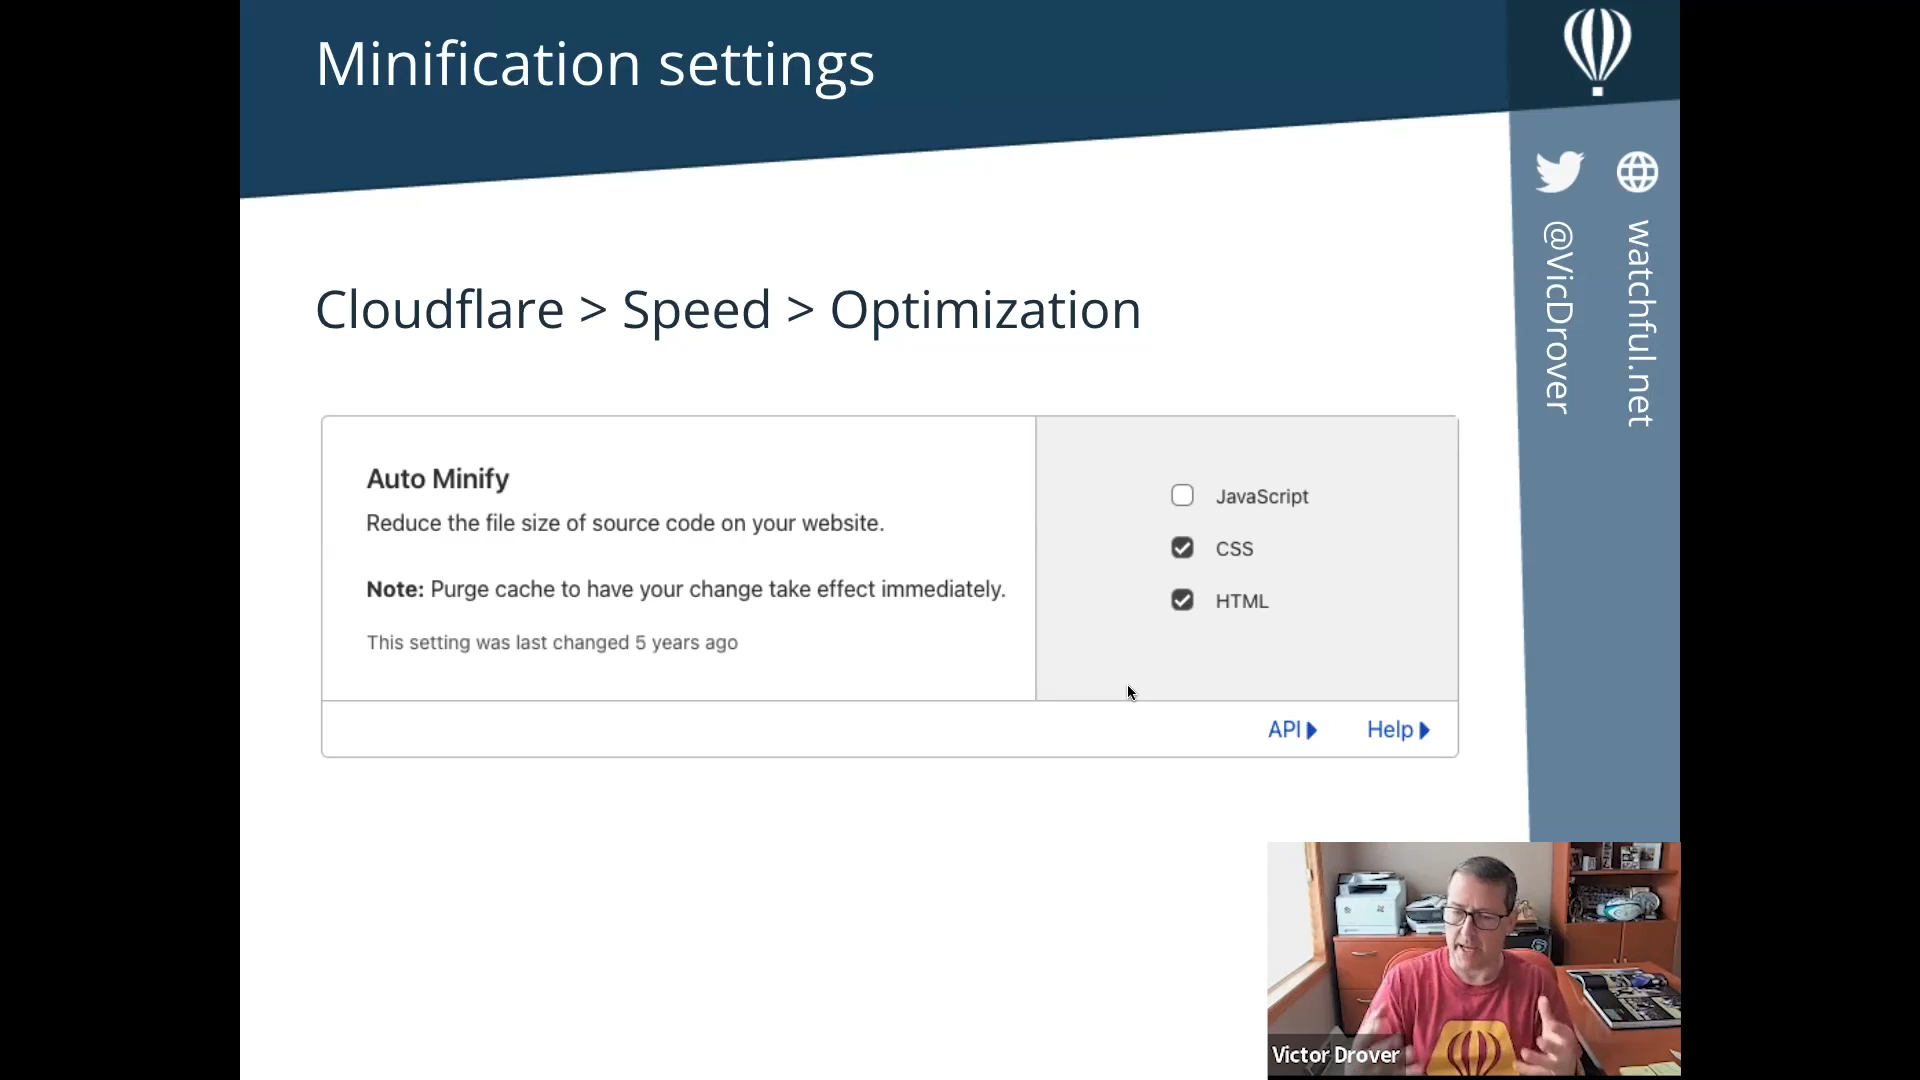 Minification settings
@VicDrover
watchful.net
Cloudflare > Speed > Optimization
Auto Minify
Reduce the file size of source code on your website.
Note: Purge cache to have your change take effect immediately.
This setting was last changed 5 years ago
JavaScript
CSS
HTML
API
Help
Victor Drover